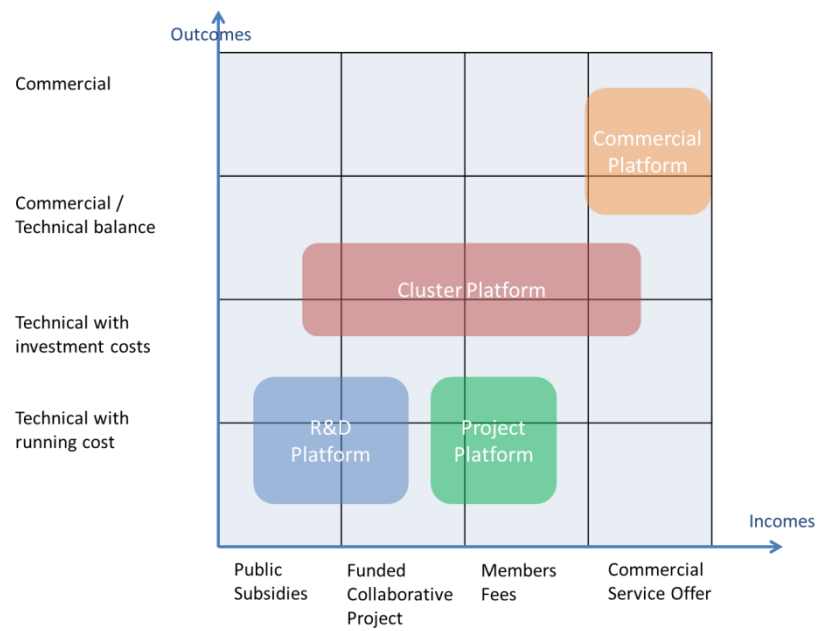 Outcomes
Commercial
Commercial
Platform
Commercial /
Technical balance
Cluster Platform
Technical with
investment costs
Technical with
running cost
R&D
Platform
Project
Platform
Incomes
Public
Subsidies
Funded
Collaborative
Project
Members
Fees
Commercial
Service Offer